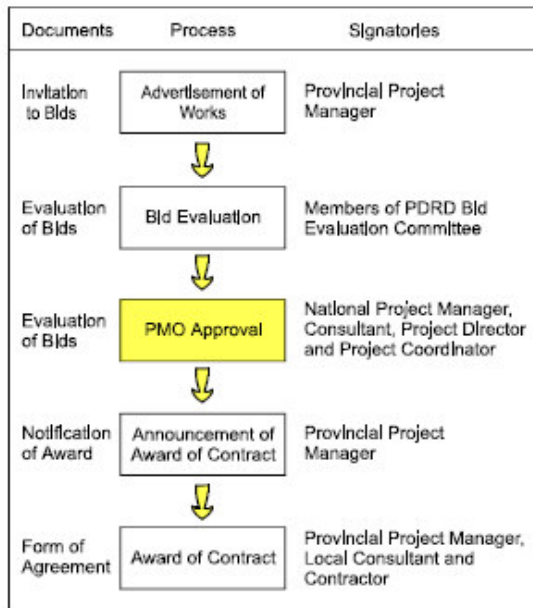 Documents Process Signatories
Invitation
to Bids
Advertisement of
Works
Provincial Project
Manager
Evaluation
of Bids
Bid Evaluation
Members of PDRD Bid
Evaluation Committee
Evaluation
of Bids
PMO Approval
National Project Manager,
Consultant, Project Director
and Project Coordinator
Notification
of Award
Announcement of
Award of Contract
Provincial Project
Manager
Form of
Agreement
Award of Contract
Provincial Project Manager,
Local Consultant and
Contractor